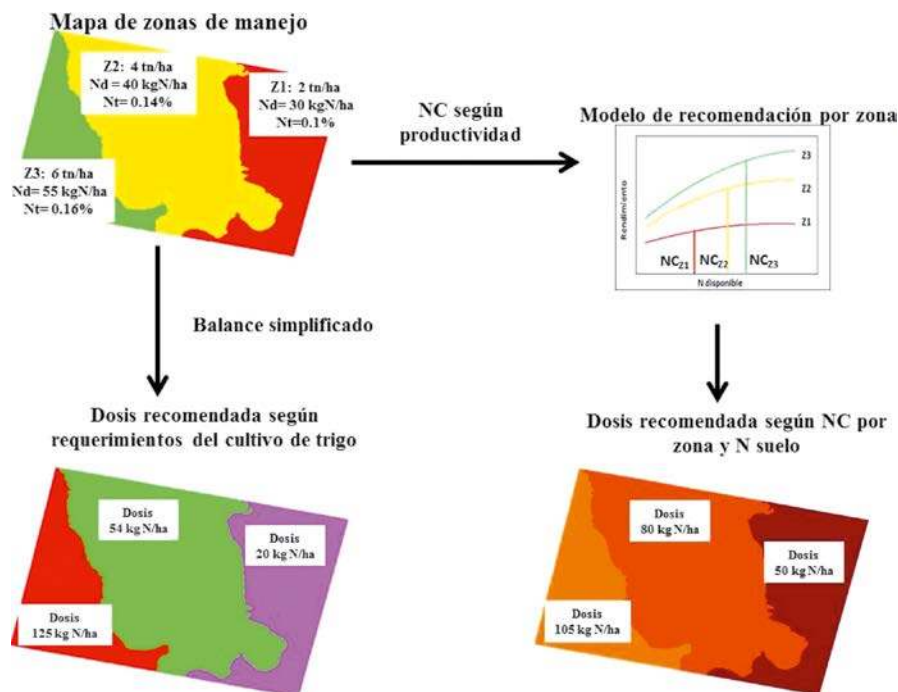 Mapa de zonas de manejo
Z2: 4 tn/ha
Nd = 40 kgN/ha
Nt=0.14%
Z1: 2 tn/ha
Nd= 30 kgN/ha
Nt=0.1%
Z3: 6 tn/ha
Nd= 55 kgN/ha
Nt= 0.16%
NC según
productividad
Modelo de recomendación por zona
Rendimiento
Z3
Z2
Z1
NCZ1
NCZ2
NCZ3
N disponible
Balance simplificado
Dosis recomendada según
requerimientos del cultivo de trigo
Dosis
54 kg N/ha
Dosis
20 kg N/ha
Dosis
125 kg N/ha
Dosis recomendada según NC por
zona y N suelo
Dosis
80 kg N/ha
Dosis
50 kg N/ha
Dosis
105 kg N/ha